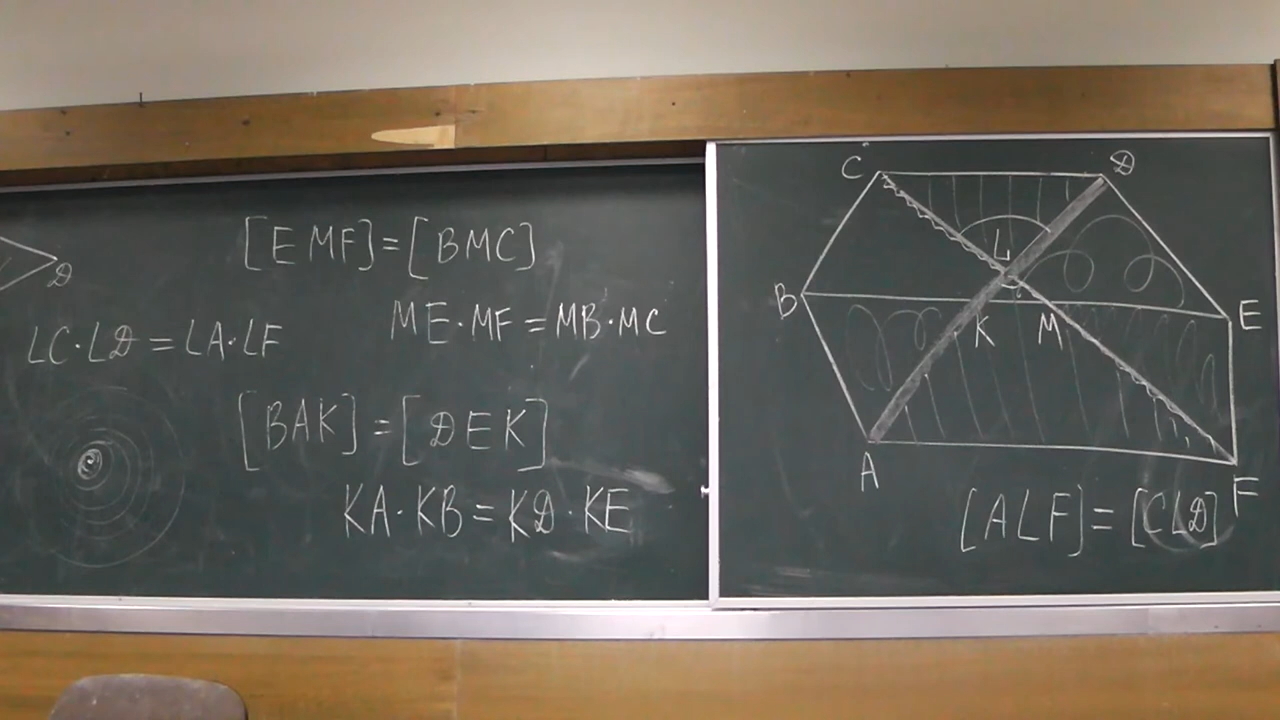 D
[EMF]=[BMC]
LC·LD=LA·LF
ME·MF=MB·MC
[BAK]=[DEK]
KA·KB=KD·KE
C
D
L
B
K
M
E
A
F
[ALF]=[CLD]